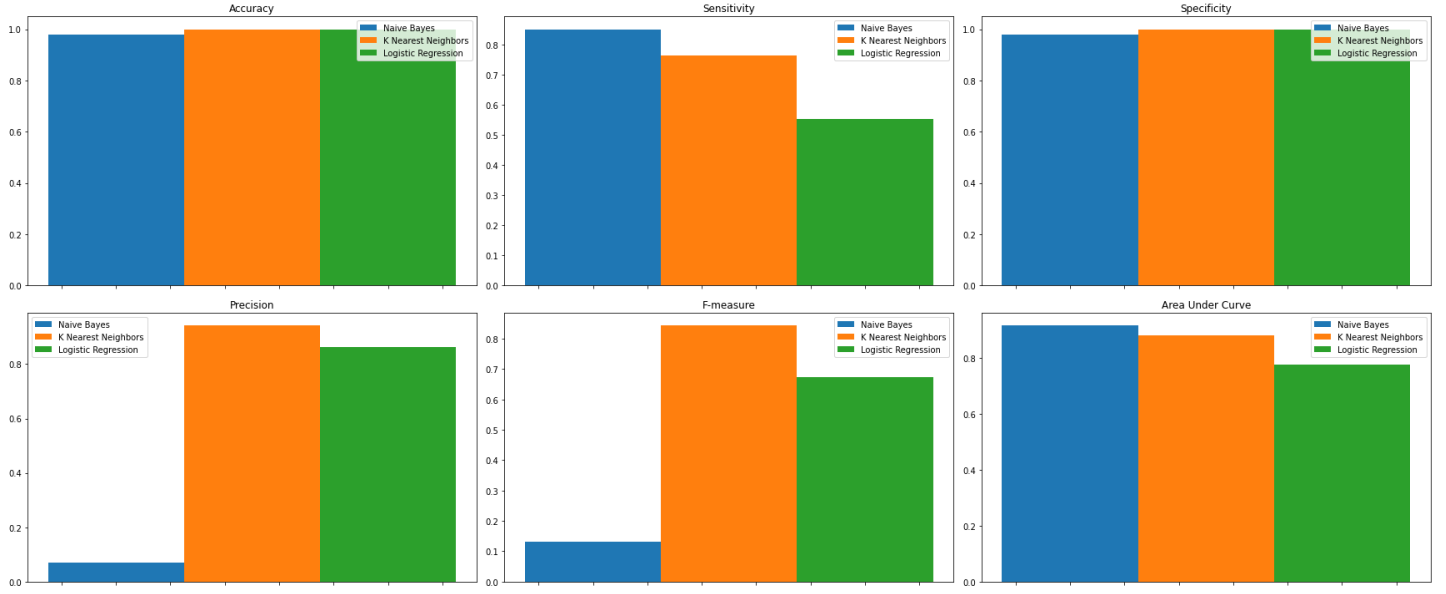 Accuracy
Naive Bayes
K Nearest Neighbors
Logistic Regression
1.0
0.8
0.6
0.4
0.2
0.0
Sensitivity
Naive Bayes
K Nearest Neighbors
Logistic Regression
0.8
0.7
0.6
0.5
0.4
0.3
0.2
0.1
0.0
Specificity
Naive Bayes
K Nearest Neighbors
Logistic Regression
1.0
0.8
0.6
0.4
0.2
0.0
Precision
Naive Bayes
K Nearest Neighbors
Logistic Regression
0.8
0.6
0.4
0.2
0.0
F-measure
Naive Bayes
K Nearest Neighbors
Logistic Regression
0.8
0.7
0.6
0.5
0.4
0.3
0.2
0.1
0.0
Area Under Curve
Naive Bayes
K Nearest Neighbors
Logistic Regression
0.8
0.6
0.4
0.2
0.0